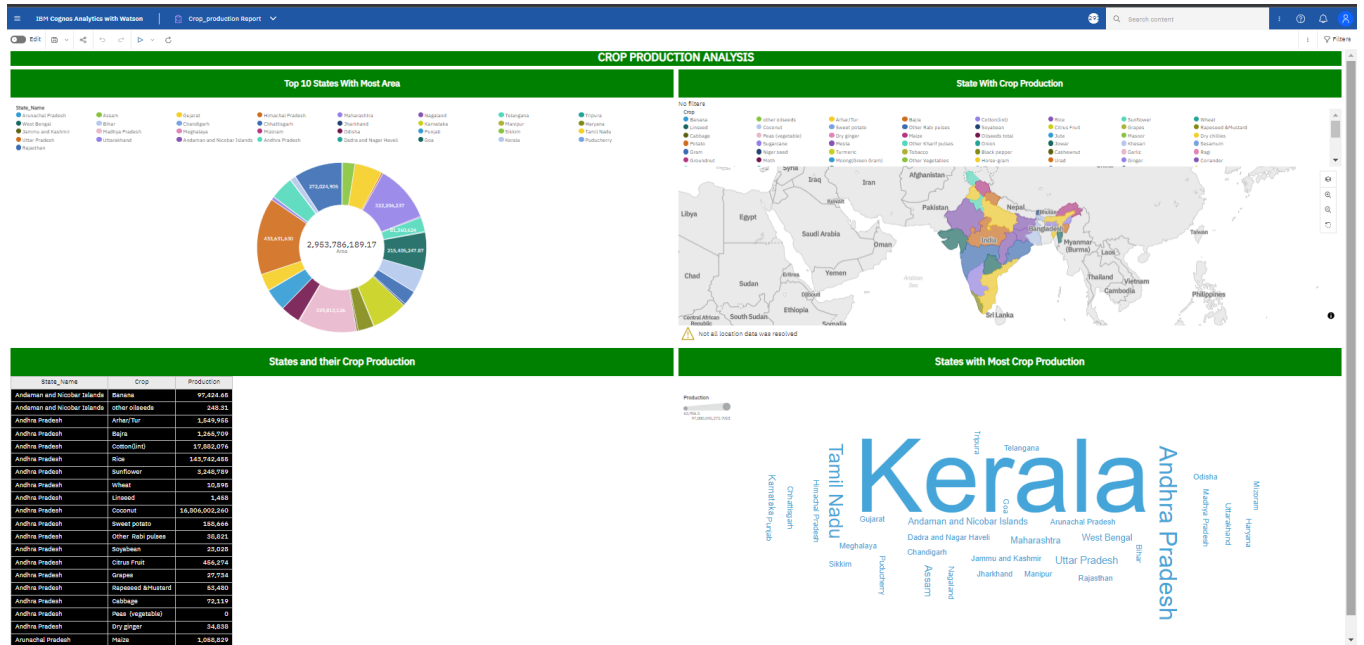 IBM Cognos Analytics with Watson Crop_production Report Search content
Edit Filters
CROP PRODUCTION ANALYSIS
Top 10 States With Most Area
State_Name
Arunachal Pradesh Assam Gujarat Himachal Pradesh Maharashtra Nagaland Telangana Tripura
West Bengal Bihar Chandigarh Chhattisgarh Jharkhand Karnataka Manipur Haryana
Jammu and Kashmir Madhya Pradesh Meghalaya Mizoram Odisha Punjab Sikkim Tamil Nadu
Uttar Pradesh Uttarakhand Andaman and Nicobar Islands Andhra Pradesh Dadra and Nagar Haveli Goa Kerala Puducherry
Rajasthan
2,953,786,189.17
Area
State With Crop Production
No filters
Crop
Banana other oilseeds Arhar/Tur Bajra Cotton(lint) Rice Sunflower Wheat
Linseed Coconut Sweet potato Other Rabi pulses Soyabean Citrus Fruit Grapes Rapeseed &Mustard
Cabbage Peas (vegetable) Dry ginger Maize Oilseeds total Jute Masoor Dry chillies
Potato Sugarcane Mesta Other Kharif pulses Onion Jowar Khesari Sesamum
Gram Niger seed Turmeric Tobacco Black pepper Cashewnut Garlic Ragi
Groundnut Moth Moong(Green Gram) Other Vegetables Horse-gram Urad Ginger Coriander
Syria
Iraq
Iran
Afghanistan
Kuwait
Pakistan
Nepal
Bhutan
Libya
Egypt
Saudi Arabia
Oman
India
Bangladesh
Myanmar
(Burma)
Laos
Taiwan
Chad
Sudan
Eritrea
Yemen
Arabian
Sea
Thailand
Vietnam
Cambodia
Philippines
Djibouti
Ethiopia
South Sudan
Central African
Republic
Somalia
Sri Lanka
Not all location data was resolved
States and their Crop Production
State_Name Crop Production
Andaman and Nicobar Islands Banana 97,424.68
Andaman and Nicobar Islands other oilseeds 248.31
Andhra Pradesh Arhar/Tur 1,549,955
Andhra Pradesh Bajra 1,265,709
Andhra Pradesh Cotton(lint) 17,882,076
Andhra Pradesh Rice 143,742,488
Andhra Pradesh Sunflower 3,248,789
Andhra Pradesh Wheat 10,595
Andhra Pradesh Linseed 1,458
Andhra Pradesh Coconut 16,806,002,260
Andhra Pradesh Sweet potato 158,666
Andhra Pradesh Other Rabi pulses 38,821
Andhra Pradesh Soyabean 23,028
Andhra Pradesh Citrus Fruit 456,274
Andhra Pradesh Grapes 27,734
Andhra Pradesh Rapeseed &Mustard 53,480
Andhra Pradesh Cabbage 72,119
Andhra Pradesh Peas (vegetable) 0
Andhra Pradesh Dry ginger 34,838
Arunachal Pradesh Maize 1,058,829
States with Most Crop Production
Production
Kerala
Tamil Nadu
Andhra Pradesh
Tripura
Telangana
Goa
Karnataka
Punjab
Chhattisgarh
Himachal Pradesh
Gujarat
Andaman and Nicobar Islands
Arunachal Pradesh
Odisha
Madhya Pradesh
Uttarakhand
Mizoram
Haryana
Meghalaya
Dadra and Nagar Haveli
Maharashtra
West Bengal
Bihar
Sikkim
Puducherry
Chandigarh
Jammu and Kashmir
Uttar Pradesh
Assam
Nagaland
Jharkhand
Manipur
Rajasthan